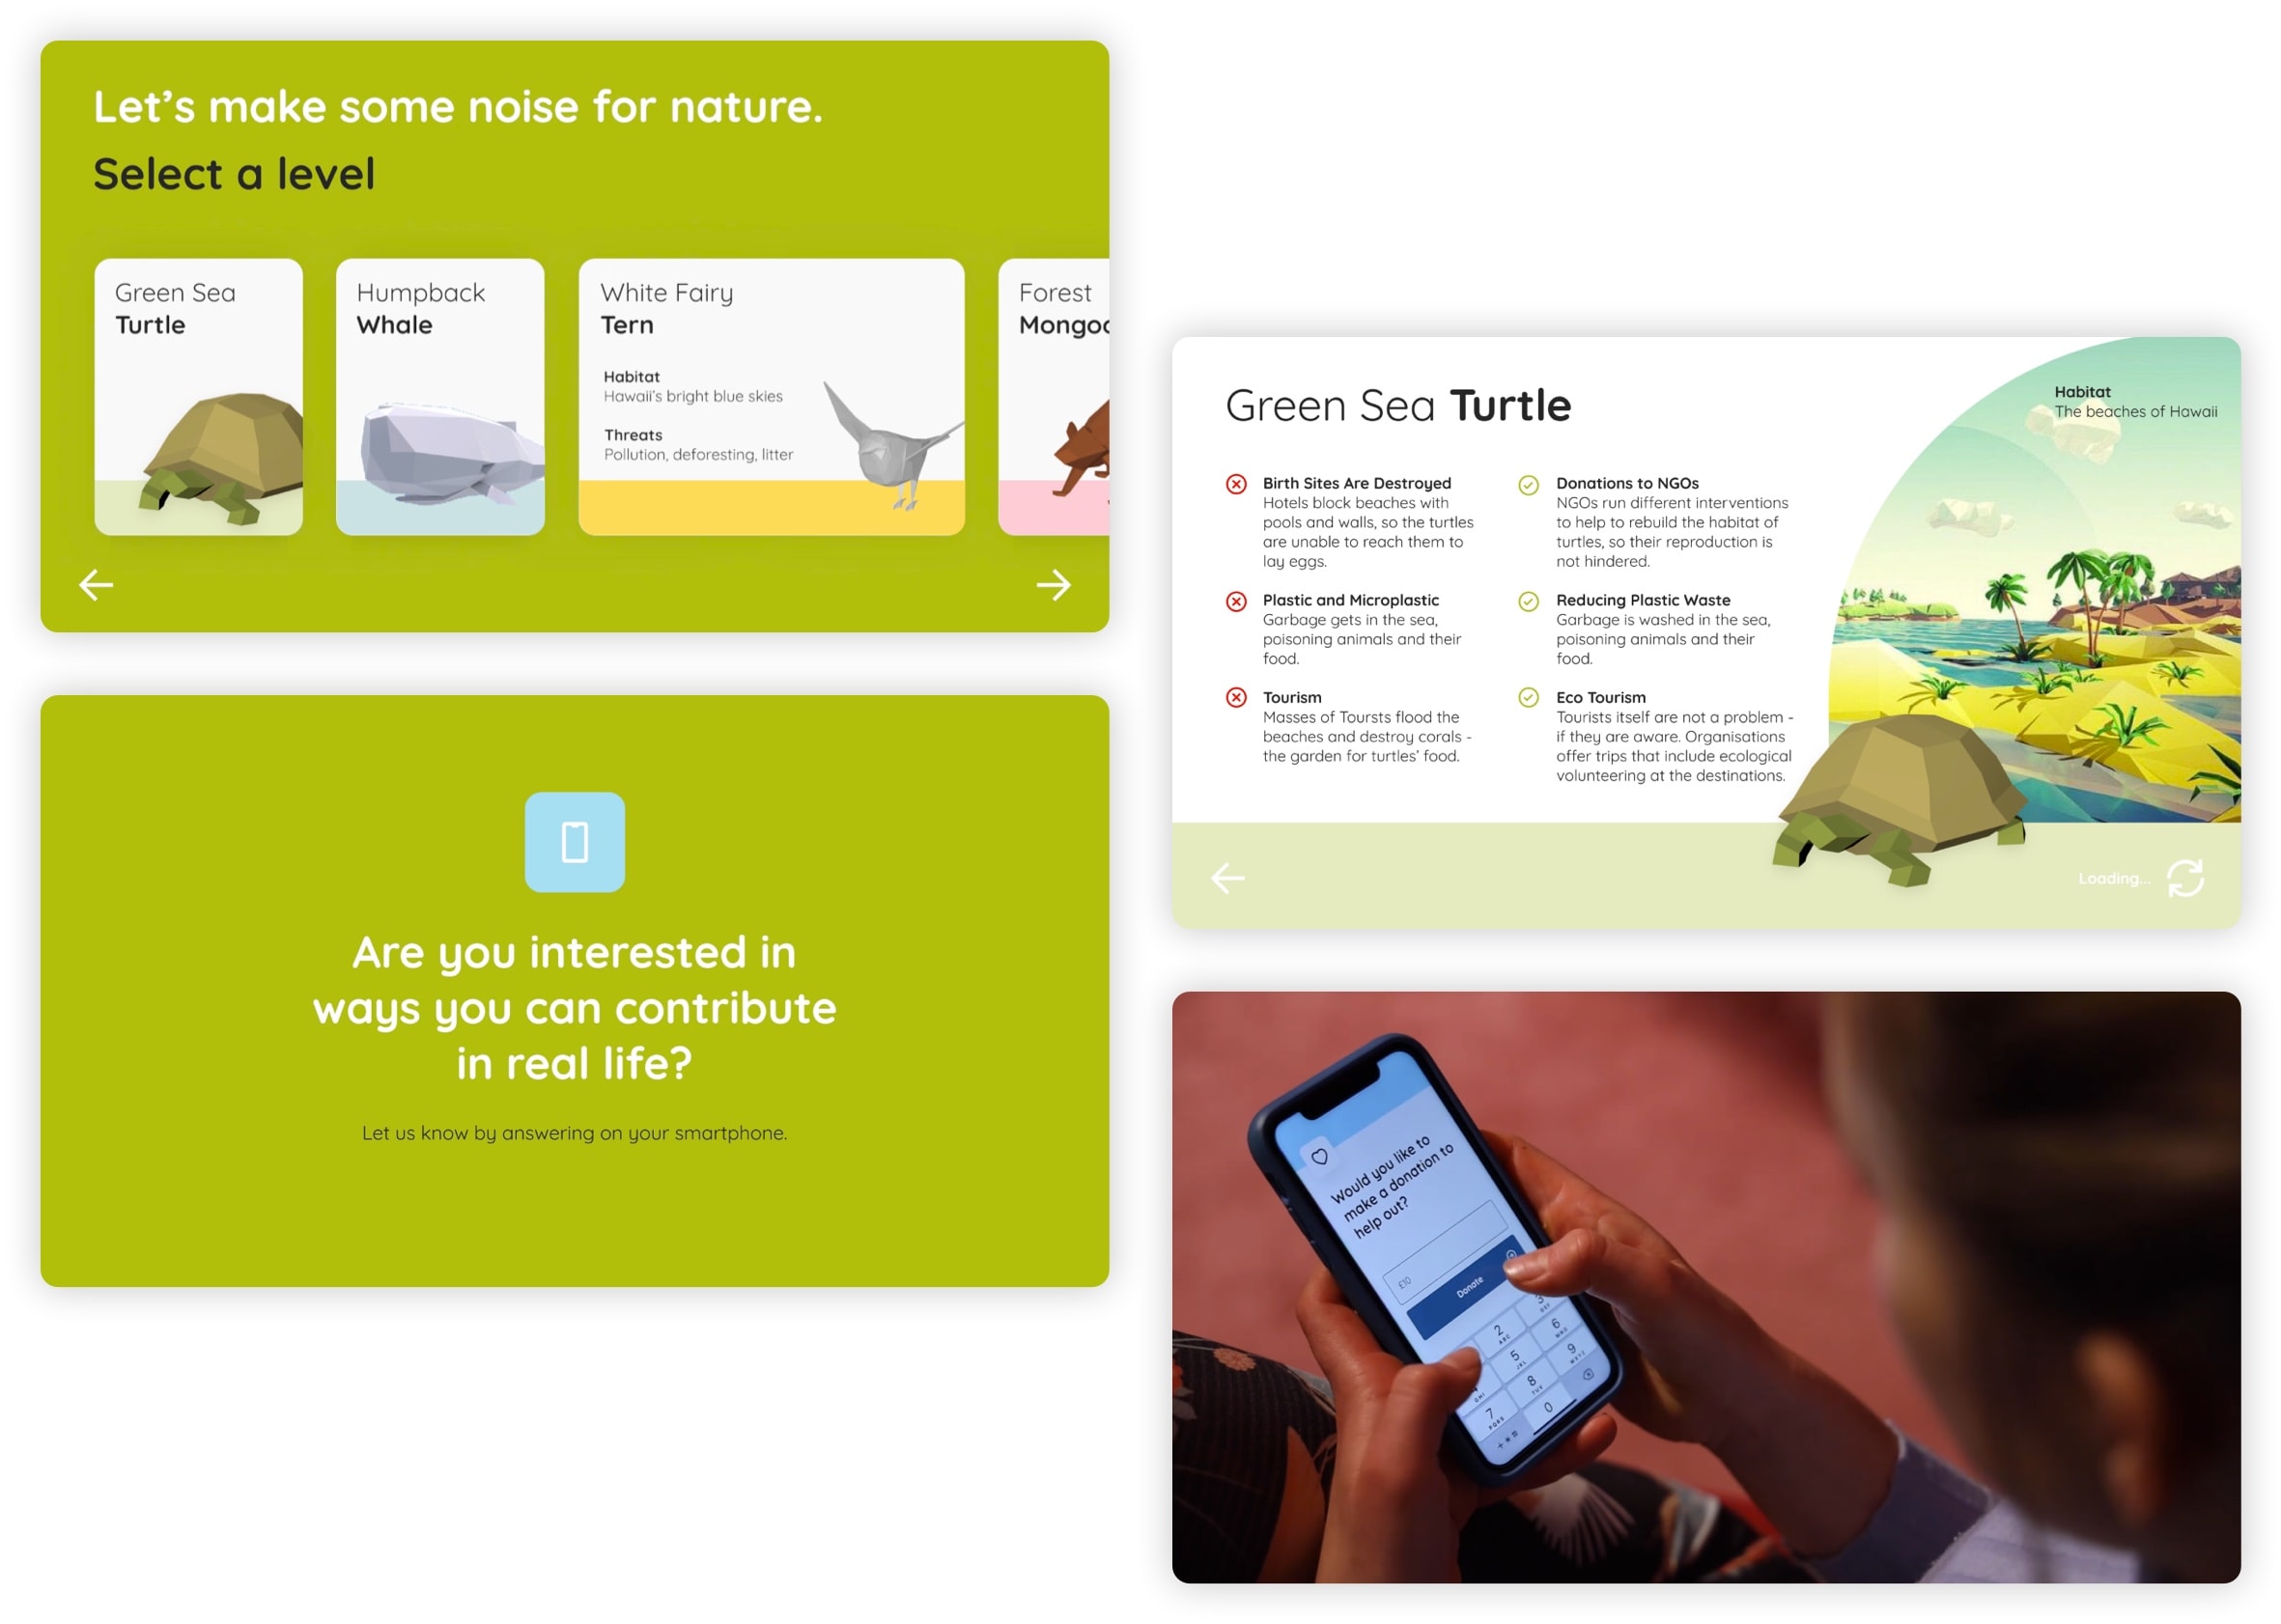 Let’s make some noise for nature.
Select a level
Green Sea
Turtle
Humpback
Whale
White Fairy
Tern
Habitat
Hawaii’s bright blue skies
Threats
Pollution, deforesting, litter
Forest
Mongoo
Are you interested in
ways you can contribute
in real life?
Let us know by answering on your smartphone.
Green Sea Turtle
Habitat
The beaches of Hawaii
Birth Sites Are Destroyed
Hotels block beaches with
pools and walls, so the turtles
are unable to reach them to
lay eggs.
Plastic and Microplastic
Garbage gets in the sea,
poisoning animals and their
food.
Tourism
Masses of Toursts flood the
beaches and destroy corals -
the garden for turtles’ food.
Donations to NGOs
NGOs run different interventions
to help to rebuild the habitat of
turtles, so their reproduction is
not hindered.
Reducing Plastic Waste
Garbage is washed in the sea,
poisoning animals and their
food.
Eco Tourism
Tourists itself are not a problem -
if they are aware. Organisations
offer trips that include ecological
volunteering at the destinations.
Loading...
Would you like to
make a donation to
help out?
£10
Donate
2 3
ABC DEF
5 6
JKL MNO
7 8 9
PQRS TUV WXYZ
+ * # 0